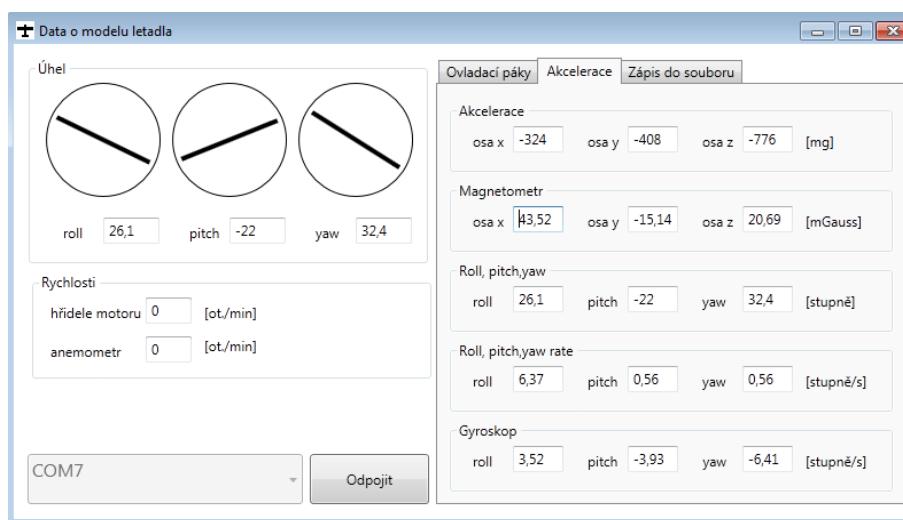 Data o modelu letadla
Úhel
roll 26,1 pitch -22 yaw 32,4
Rychlosti
hřídele motoru 0 [ot./min]
anemometr 0 [ot./min]
COM7
Odpojit
Ovladací páky Akcelerace Zápis do souboru
Akcelerace
osa x -324 osa y -408 osa z -776 [mg]
Magnetometr
osa x 43,52 osa y -15,14 osa z 20,69 [mGauss]
Roll, pitch,yaw
roll 26,1 pitch -22 yaw 32,4 [stupně]
Roll, pitch,yaw rate
roll 6,37 pitch 0,56 yaw 0,56 [stupně/s]
Gyroskop
roll 3,52 pitch -3,93 yaw -6,41 [stupně/s]